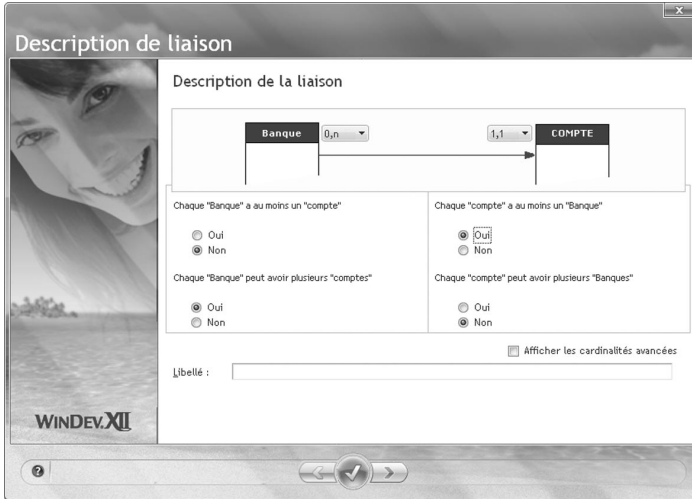 x
Description de liaison
Description de la liaison
Banque 0,n 1,1 COMPTE
Chaque "Banque" a au moins un "compte"
Oui
Non
Chaque "compte" a au moins un "Banque"
Oui
Non
Chaque "Banque" peut avoir plusieurs "comptes"
Oui
Non
Chaque "compte" peut avoir plusieurs "Banques"
Oui
Non
Afficher les cardinalités avancées
Libellé :
WINDEV.XII
?